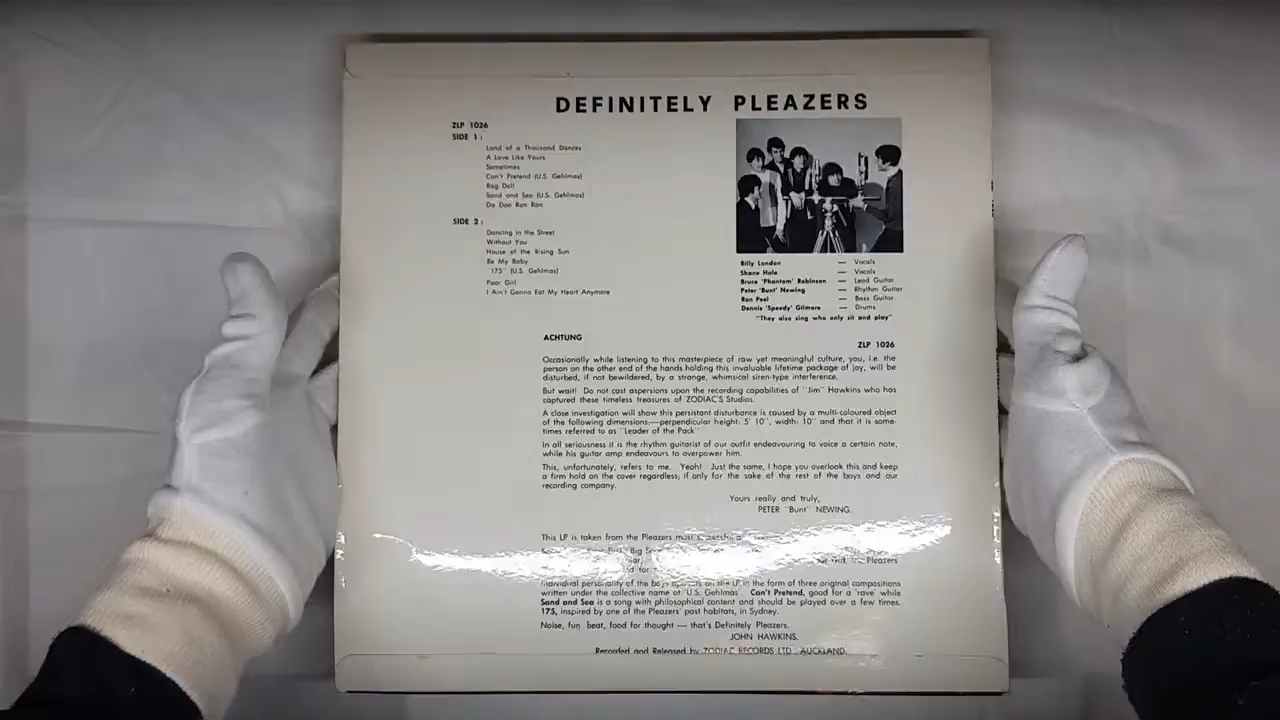 DEFINITELY PLEAZERS
ZLP 1026
SIDE 1:
Land of a Thousand Dances
A Love Like Yours
Sometimes
Can't Pretend (U.S. Gehlmas)
Rag Doll
Sand and Sea (U.S. Gehlmas)
Da Doo Ron Ron
SIDE 2:
Dancing in the Street
Without You
House of the Rising Sun
Be My Baby
"175" (U.S. Gehlmas)
Poor Girl
I Ain't Gonna Eat My Heart Anymore
Billy London — Vocals
Shane Hale — Vocals
Bruce 'Phantom' Robinson — Lead Guitar
Peter 'Bunt' Newing — Rhythm Guitar
Ron Peel — Bass Guitar
Dennis 'Speedy' Gilmore — Drums
"They also sing who only sit and play"
ACHTUNG
ZLP 1026
Occasionally while listening to this masterpiece of raw yet meaningful culture, you, i.e. the
person on the other end of the hands holding this invaluable lifetime package of joy, will be
disturbed, if not bewildered, by a strange, whimsical siren-type interference.
But wait! Do not cast aspersions upon the recording capabilities of "Jim" Hawkins who has
captured these timeless treasures of ZODIAC'S Studios.
A close investigation will show this persistant disturbance is caused by a multi-coloured object
of the following dimensions:—perpendicular height: 5' 10", width: 10" and that it is some-
times referred to as "Leader of the Pack"
In all seriousness it is the rhythm guitarist of our outfit endeavouring to voice a certain note,
while his guitar amp endeavours to overpower him.
This, unfortunately, refers to me. Yeah! Just the same, I hope you overlook this and keep
a firm hold on the cover regardless; if only for the sake of the rest of the boys and our
recording company.
Yours really and truly,
PETER "Bunt" NEWING.
This LP is taken from the Pleazers
Big
the Pleazers
for
Individual personality of the boys appears on the LP in the form of three original compositions
written under the collective name of 'U.S. Gehlmas'. Can't Pretend, good for a 'rave' while
Sand and Sea is a song with philosophical content and should be played over a few times.
175, inspired by one of the Pleazers' past habitats, in Sydney.
Noise, fun beat, food for thought — that's Definitely Pleazers.
JOHN HAWKINS.
Recorded and Released by ZODIAC RECORDS LTD., AUCKLAND.